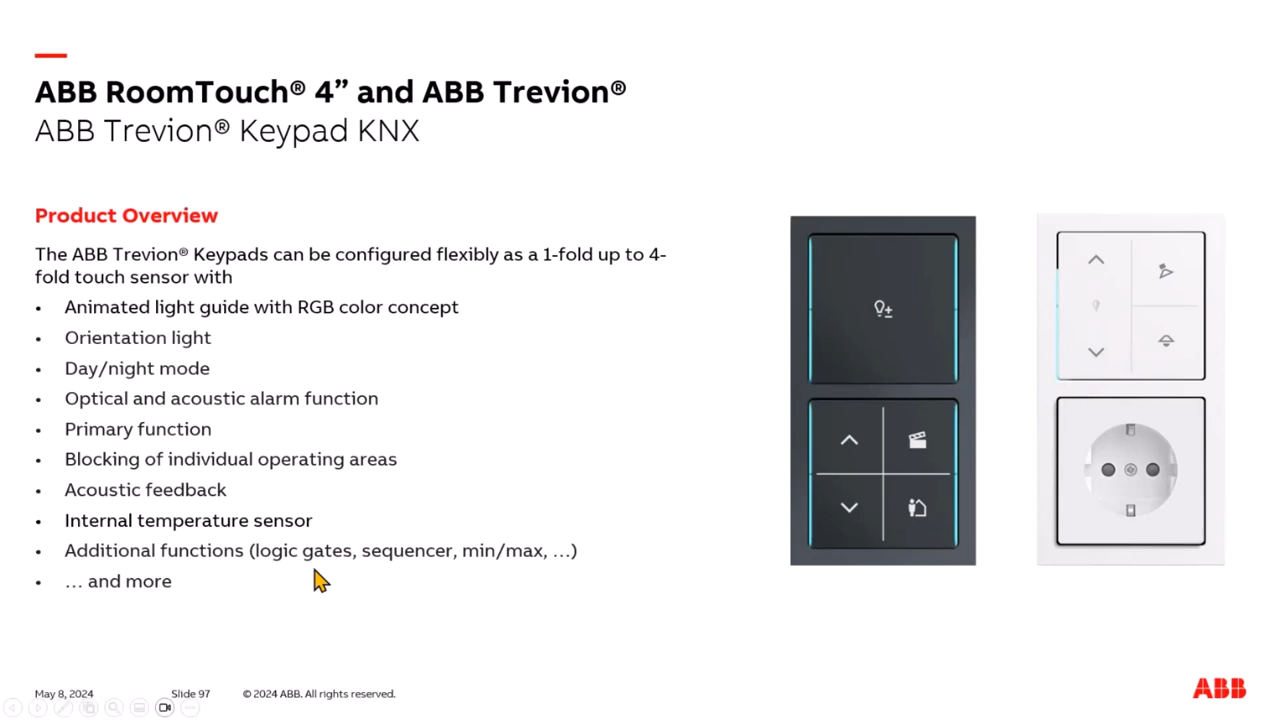 ABB RoomTouch® 4” and ABB Trevion®
ABB Trevion® Keypad KNX
Product Overview
The ABB Trevion® Keypads can be configured flexibly as a 1-fold up to 4-
fold touch sensor with
• Animated light guide with RGB color concept
• Orientation light
• Day/night mode
• Optical and acoustic alarm function
• Primary function
• Blocking of individual operating areas
• Acoustic feedback
• Internal temperature sensor
• Additional functions (logic gates, sequencer, min/max, …)
• … and more
May 8, 2024 Slide 97 © 2024 ABB. All rights reserved.
ABB